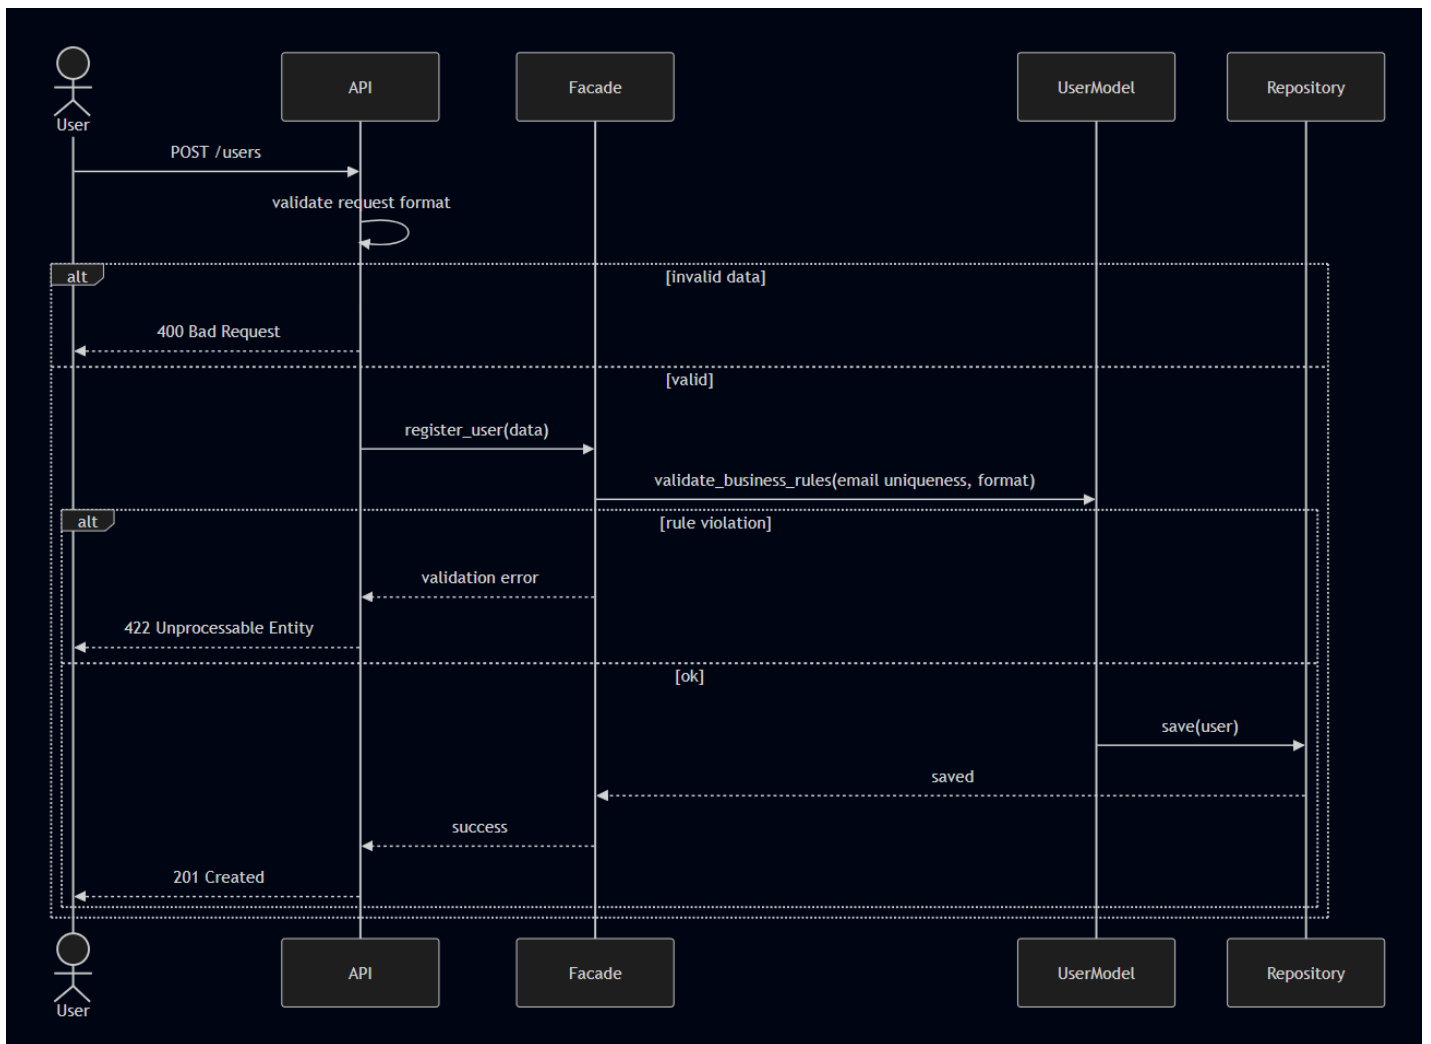 User
API
Facade
UserModel
Repository
POST /users
validate request format
alt
[invalid data]
400 Bad Request
[valid]
register_user(data)
validate_business_rules(email uniqueness, format)
alt
[rule violation]
validation error
422 Unprocessable Entity
[ok]
save(user)
saved
success
201 Created
User
API
Facade
UserModel
Repository